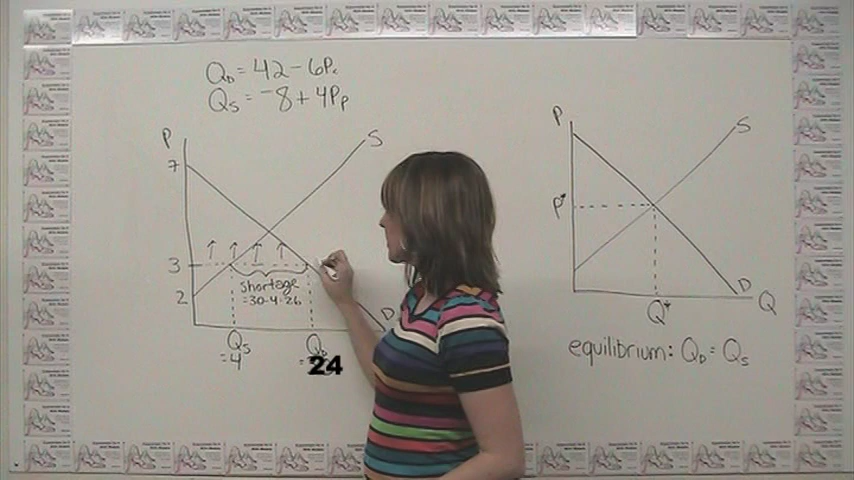 QD = 42 - 6Pc
QS = -8 + 4Pp
P
S
7
3
shortage
= 30-4=26
2
D
QS
QD
=4
= 24
P
S
P*
D
Q
Q*
equilibrium: QD = QS